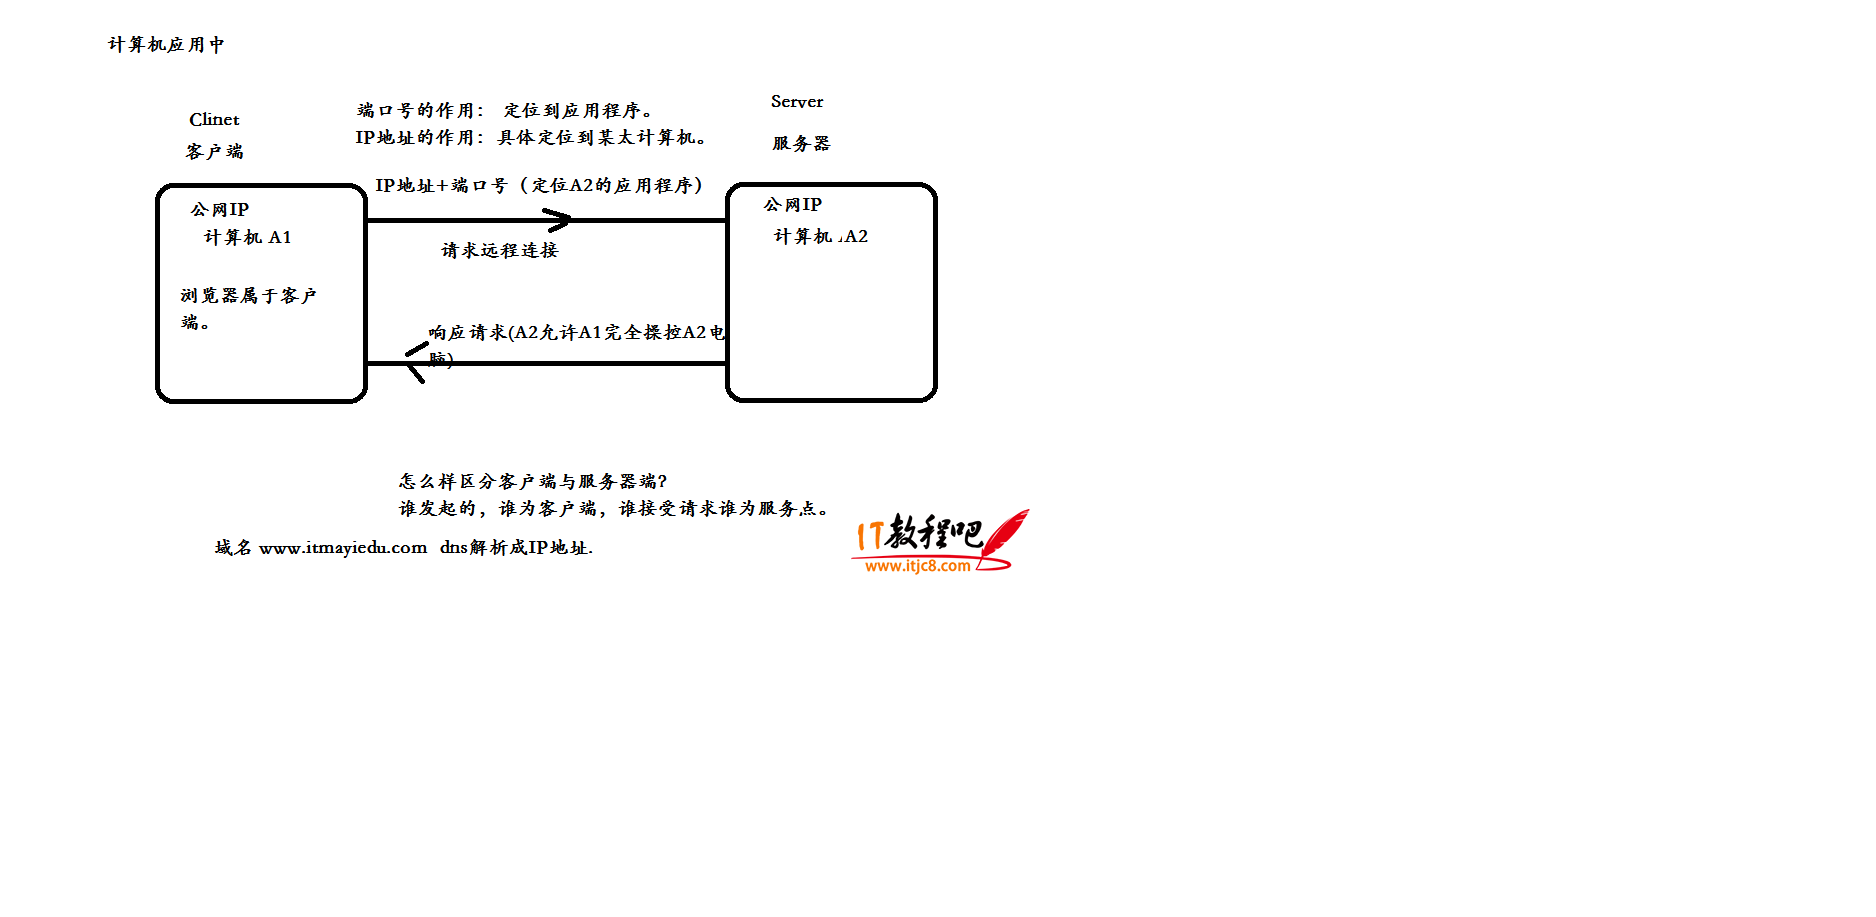 计算机应用中
Clinet
客户端
端口号的作用： 定位到应用程序。
IP地址的作用：具体定位到某太计算机。
Server
服务器
IP地址+端口号（定位A2的应用程序）
公网IP
计算机 A1
浏览器属于客户
端。
请求远程连接
公网IP
计算机 A2
响应请求(A2允许A1完全操控A2电
脑)
怎么样区分客户端与服务器端？
谁发起的，谁为客户端，谁接受请求谁为服务点。
域名 www.itmayiedu.com dns解析成IP地址.
IT教程吧
www.itjc8.com